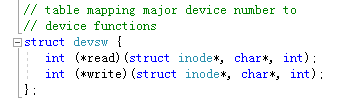 // table mapping major device number to
// device functions
struct devsw {
int (*read)(struct inode*, char*, int);
int (*write)(struct inode*, char*, int);
};